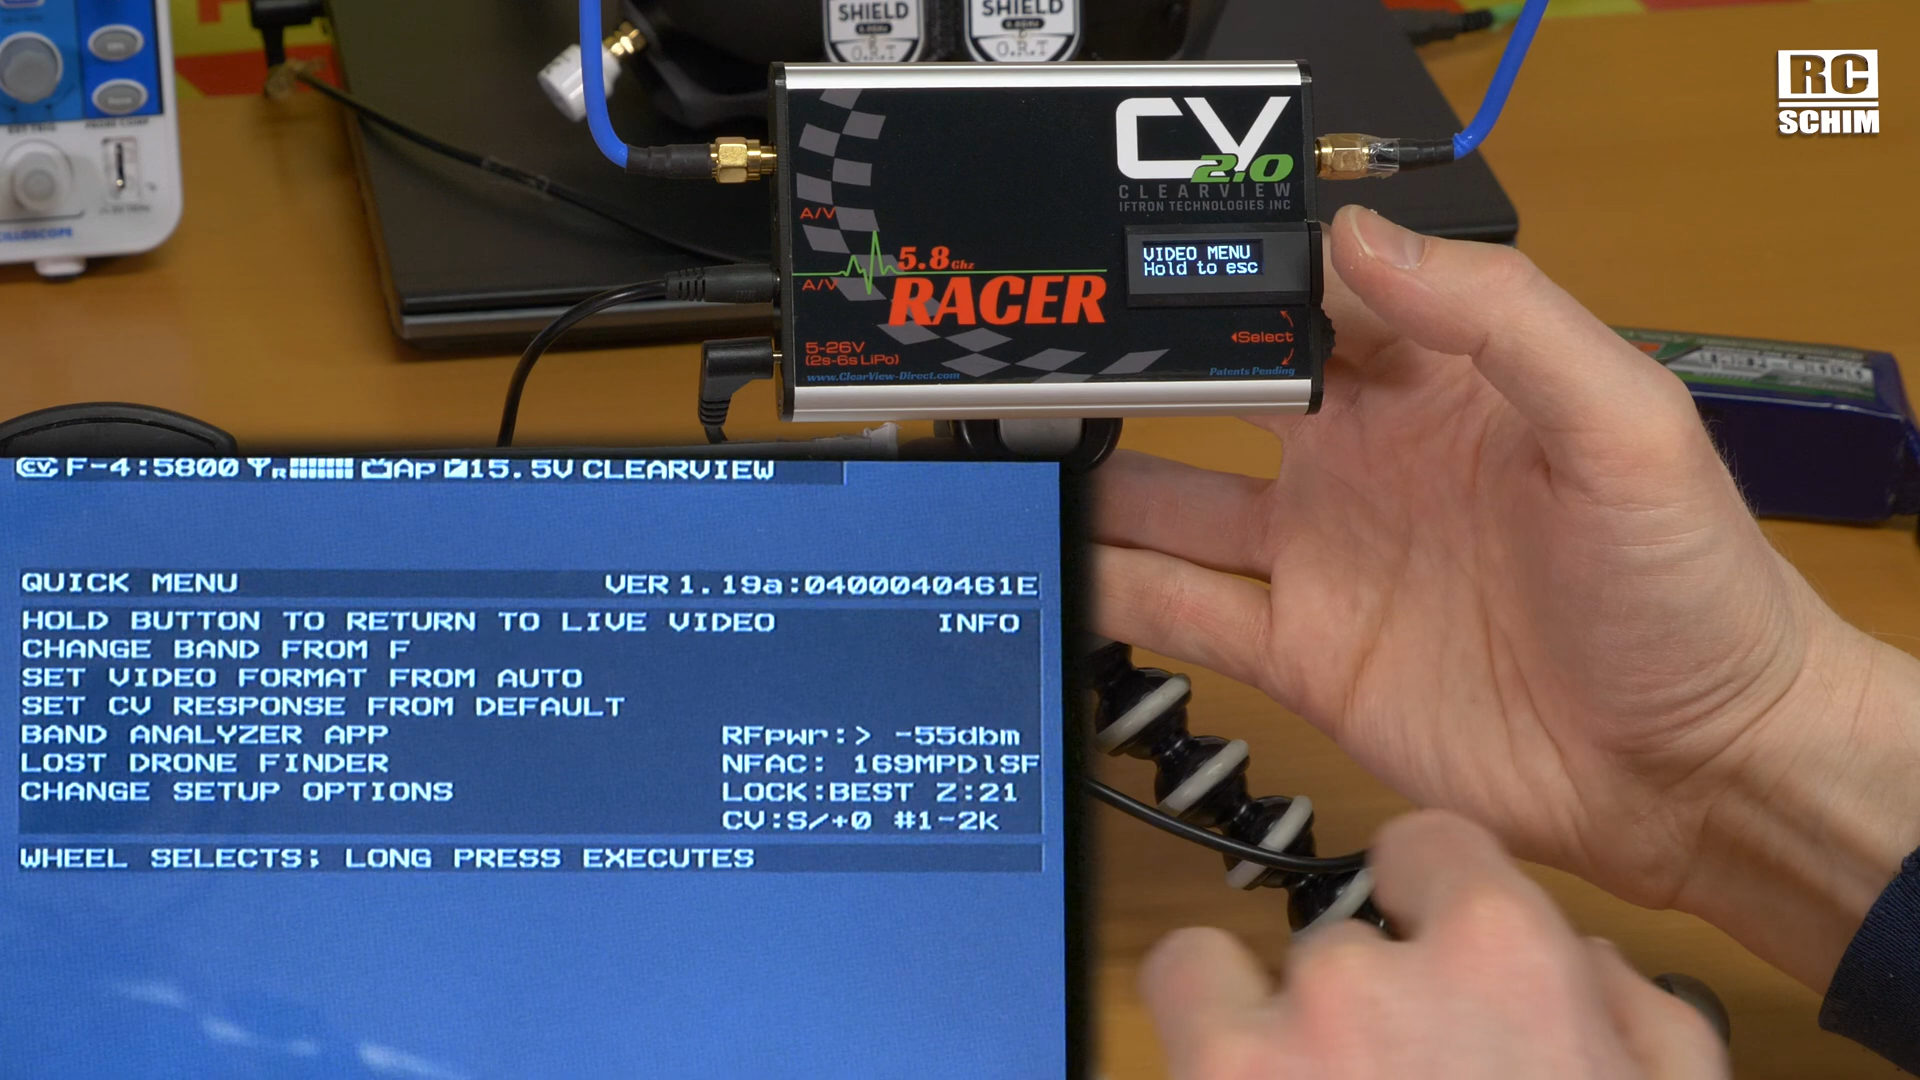 SHIELD
O.R.T
SHIELD
O.R.T
RC
SCHIM
CV
2.0
CLEARVIEW
IFTRON TECHNOLOGIES INC
A/V
5.8 Ghz
A/V
RACER
VIDEO MENU
Hold to esc
Select
5-26V
(2s-6s LiPo)
www.ClearView-Direct.com
Patents Pending
CV F-4:5800 R Ap 15.5V CLEARVIEW
QUICK MENU VER 1.19a:0400040461E
HOLD BUTTON TO RETURN TO LIVE VIDEO INFO
CHANGE BAND FROM F
SET VIDEO FORMAT FROM AUTO
SET CV RESPONSE FROM DEFAULT
BAND ANALYZER APP RFpwr:> -55dbm
LOST DRONE FINDER NFAC: 169MPDlSF
CHANGE SETUP OPTIONS LOCK:BEST Z:21
CV:S/+0 #1-2k
WHEEL SELECTS; LONG PRESS EXECUTES